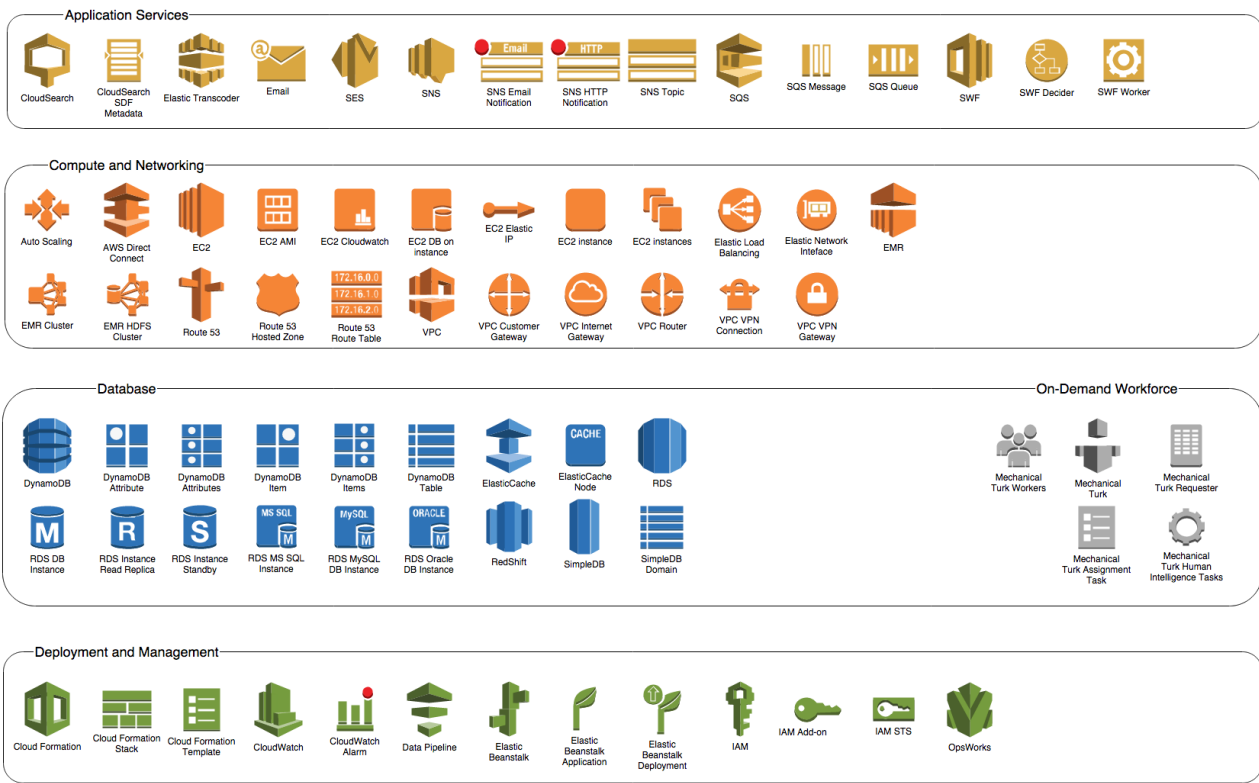 Application Services
CloudSearch
CloudSearch
SDF
Metadata
Elastic Transcoder
@
Email
SES
SNS
Email
SNS Email
Notification
HTTP
SNS HTTP
Notification
SNS Topic
SQS
SQS Message
SQS Queue
SWF
SWF Decider
SWF Worker
Compute and Networking
Auto Scaling
AWS Direct
Connect
EC2
EC2 AMI
EC2 Cloudwatch
EC2 DB on
instance
EC2 Elastic
IP
EC2 instance
EC2 instances
Elastic Load
Balancing
Elastic Network
Inteface
EMR
EMR Cluster
EMR HDFS
Cluster
Route 53
Route 53
Hosted Zone
172.16.0.0
172.16.1.0
172.16.2.0
Route 53
Route Table
VPC
VPC Customer
Gateway
VPC Internet
Gateway
VPC Router
VPC VPN
Connection
VPC VPN
Gateway
Database
DynamoDB
DynamoDB
Attribute
DynamoDB
Attributes
DynamoDB
Item
DynamoDB
Items
DynamoDB
Table
ElasticCache
CACHE
ElasticCache
Node
RDS
M
RDS DB
Instance
R
RDS Instance
Read Replica
S
RDS Instance
Standby
MS SQL
M
RDS MS SQL
Instance
MySQL
M
RDS MySQL
DB Instance
ORACLE
M
RDS Oracle
DB Instance
RedShift
SimpleDB
SimpleDB
Domain
On-Demand Workforce
Mechanical
Turk Workers
Mechanical
Turk
Mechanical
Turk Requester
Mechanical
Turk Assignment
Task
Mechanical
Turk Human
Intelligence Tasks
Deployment and Management
Cloud Formation
Cloud Formation
Stack
Cloud Formation
Template
CloudWatch
CloudWatch
Alarm
Data Pipeline
Elastic
Beanstalk
Elastic
Beanstalk
Application
Elastic
Beanstalk
Deployment
IAM
IAM Add-on
IAM STS
OpsWorks